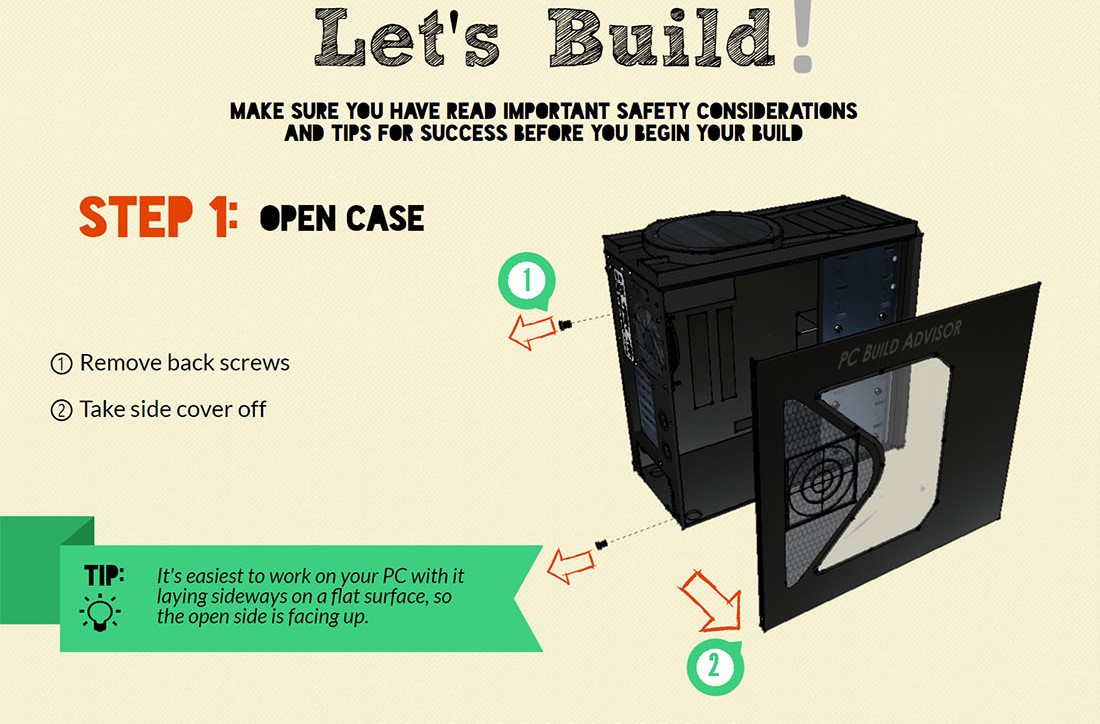 Let's Build!
MAKE SURE YOU HAVE READ IMPORTANT SAFETY CONSIDERATIONS
AND TIPS FOR SUCCESS BEFORE YOU BEGIN YOUR BUILD
STEP 1: OPEN CASE
1
① Remove back screws
② Take side cover off
PC BUILD ADVISOR
TIP:
It's easiest to work on your PC with it
laying sideways on a flat surface, so
the open side is facing up.
2